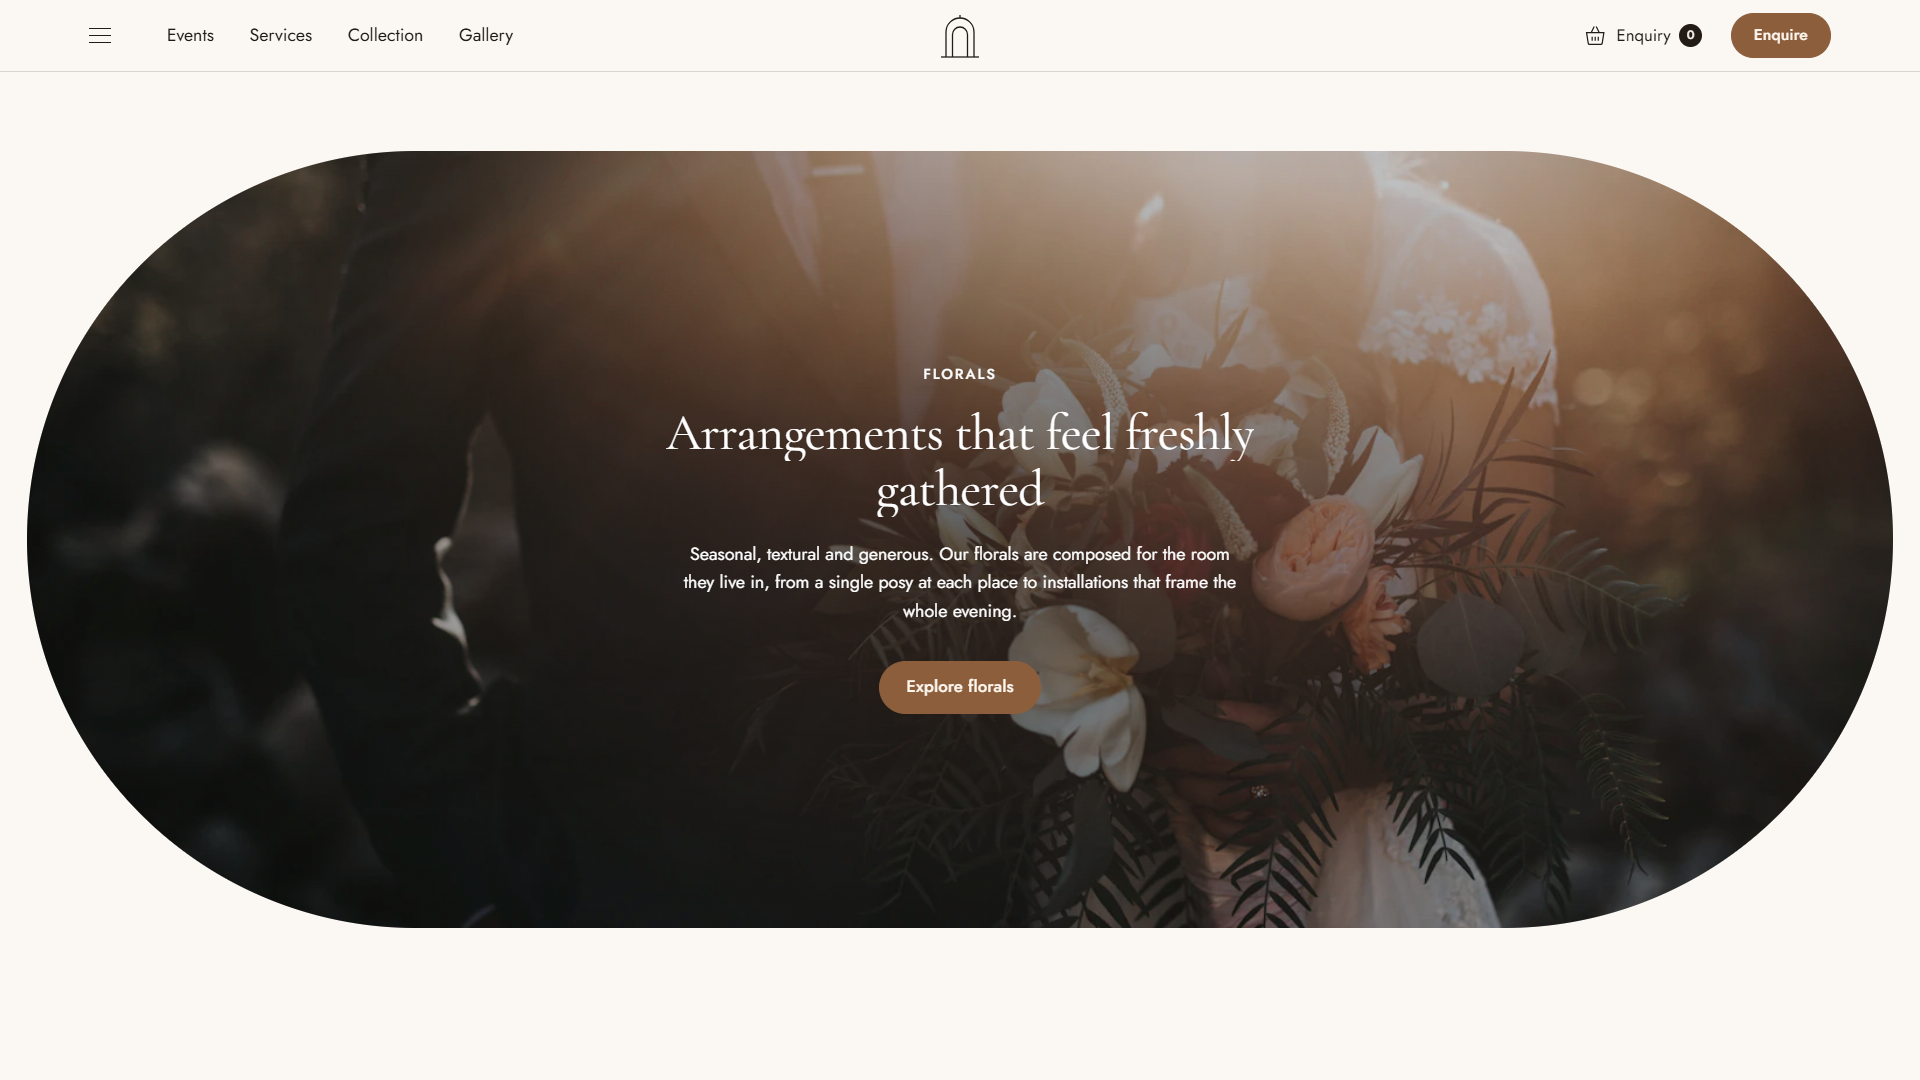 Events
Services
Collection
Gallery
Enquiry
0
Enquire
FLORALS
Arrangements that feel freshly
gathered
Seasonal, textural and generous. Our florals are composed for the room
they live in, from a single posy at each place to installations that frame the
whole evening.
Explore florals